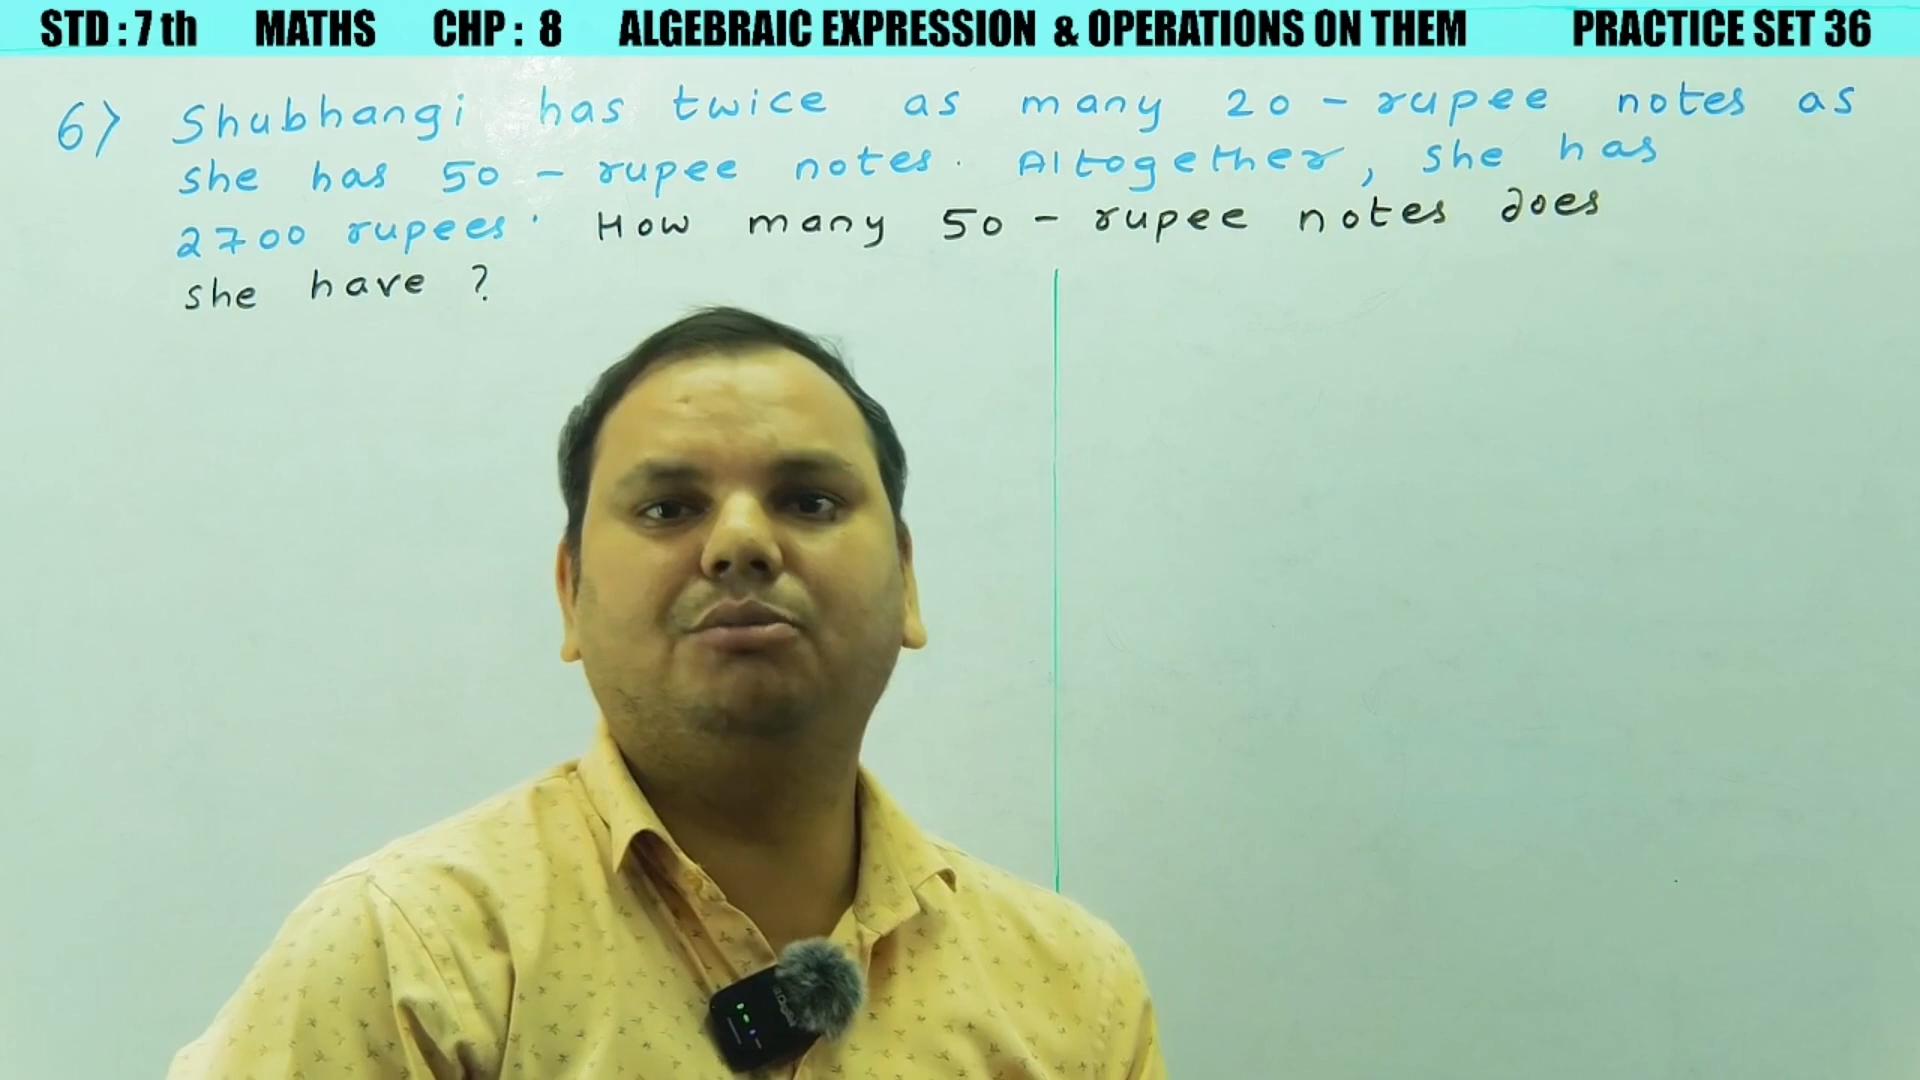 STD : 7 th MATHS CHP : 8 ALGEBRAIC EXPRESSION & OPERATIONS ON THEM PRACTICE SET 36
6) Shubhangi has twice as many 20 - rupee notes as
she has 50 - rupee notes. Altogether, she has
2700 rupees. How many 50 - rupee notes does
she have ?